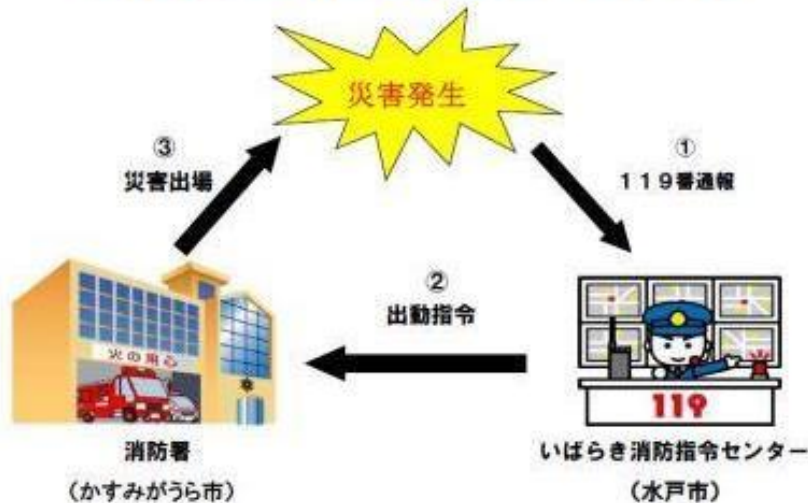 災害発生
①
119番通報
②
出動指令
③
災害出場
火の用心
消防署
(かすみがうら市)
119
いばらき消防指令センター
(水戸市)